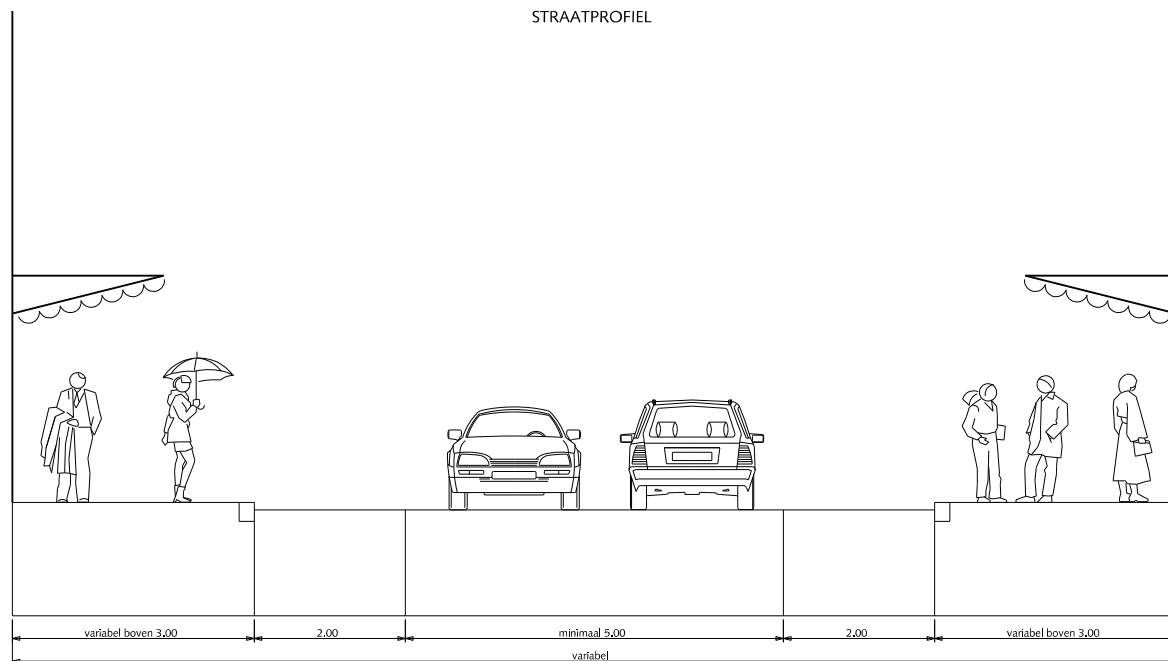 STRAATPROFIEL
variabel boven 3.00
2.00
minimaal 5.00
2.00
variabel boven 3.00
variabel